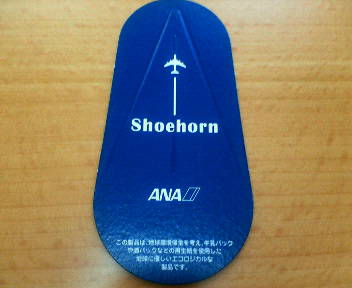 Shoehorn
ANA
この製品は、地球環境保全を考え、牛乳パック
飲酒パックなどの再生紙を使用した
地球に優しいエコロジカルな
製品です。